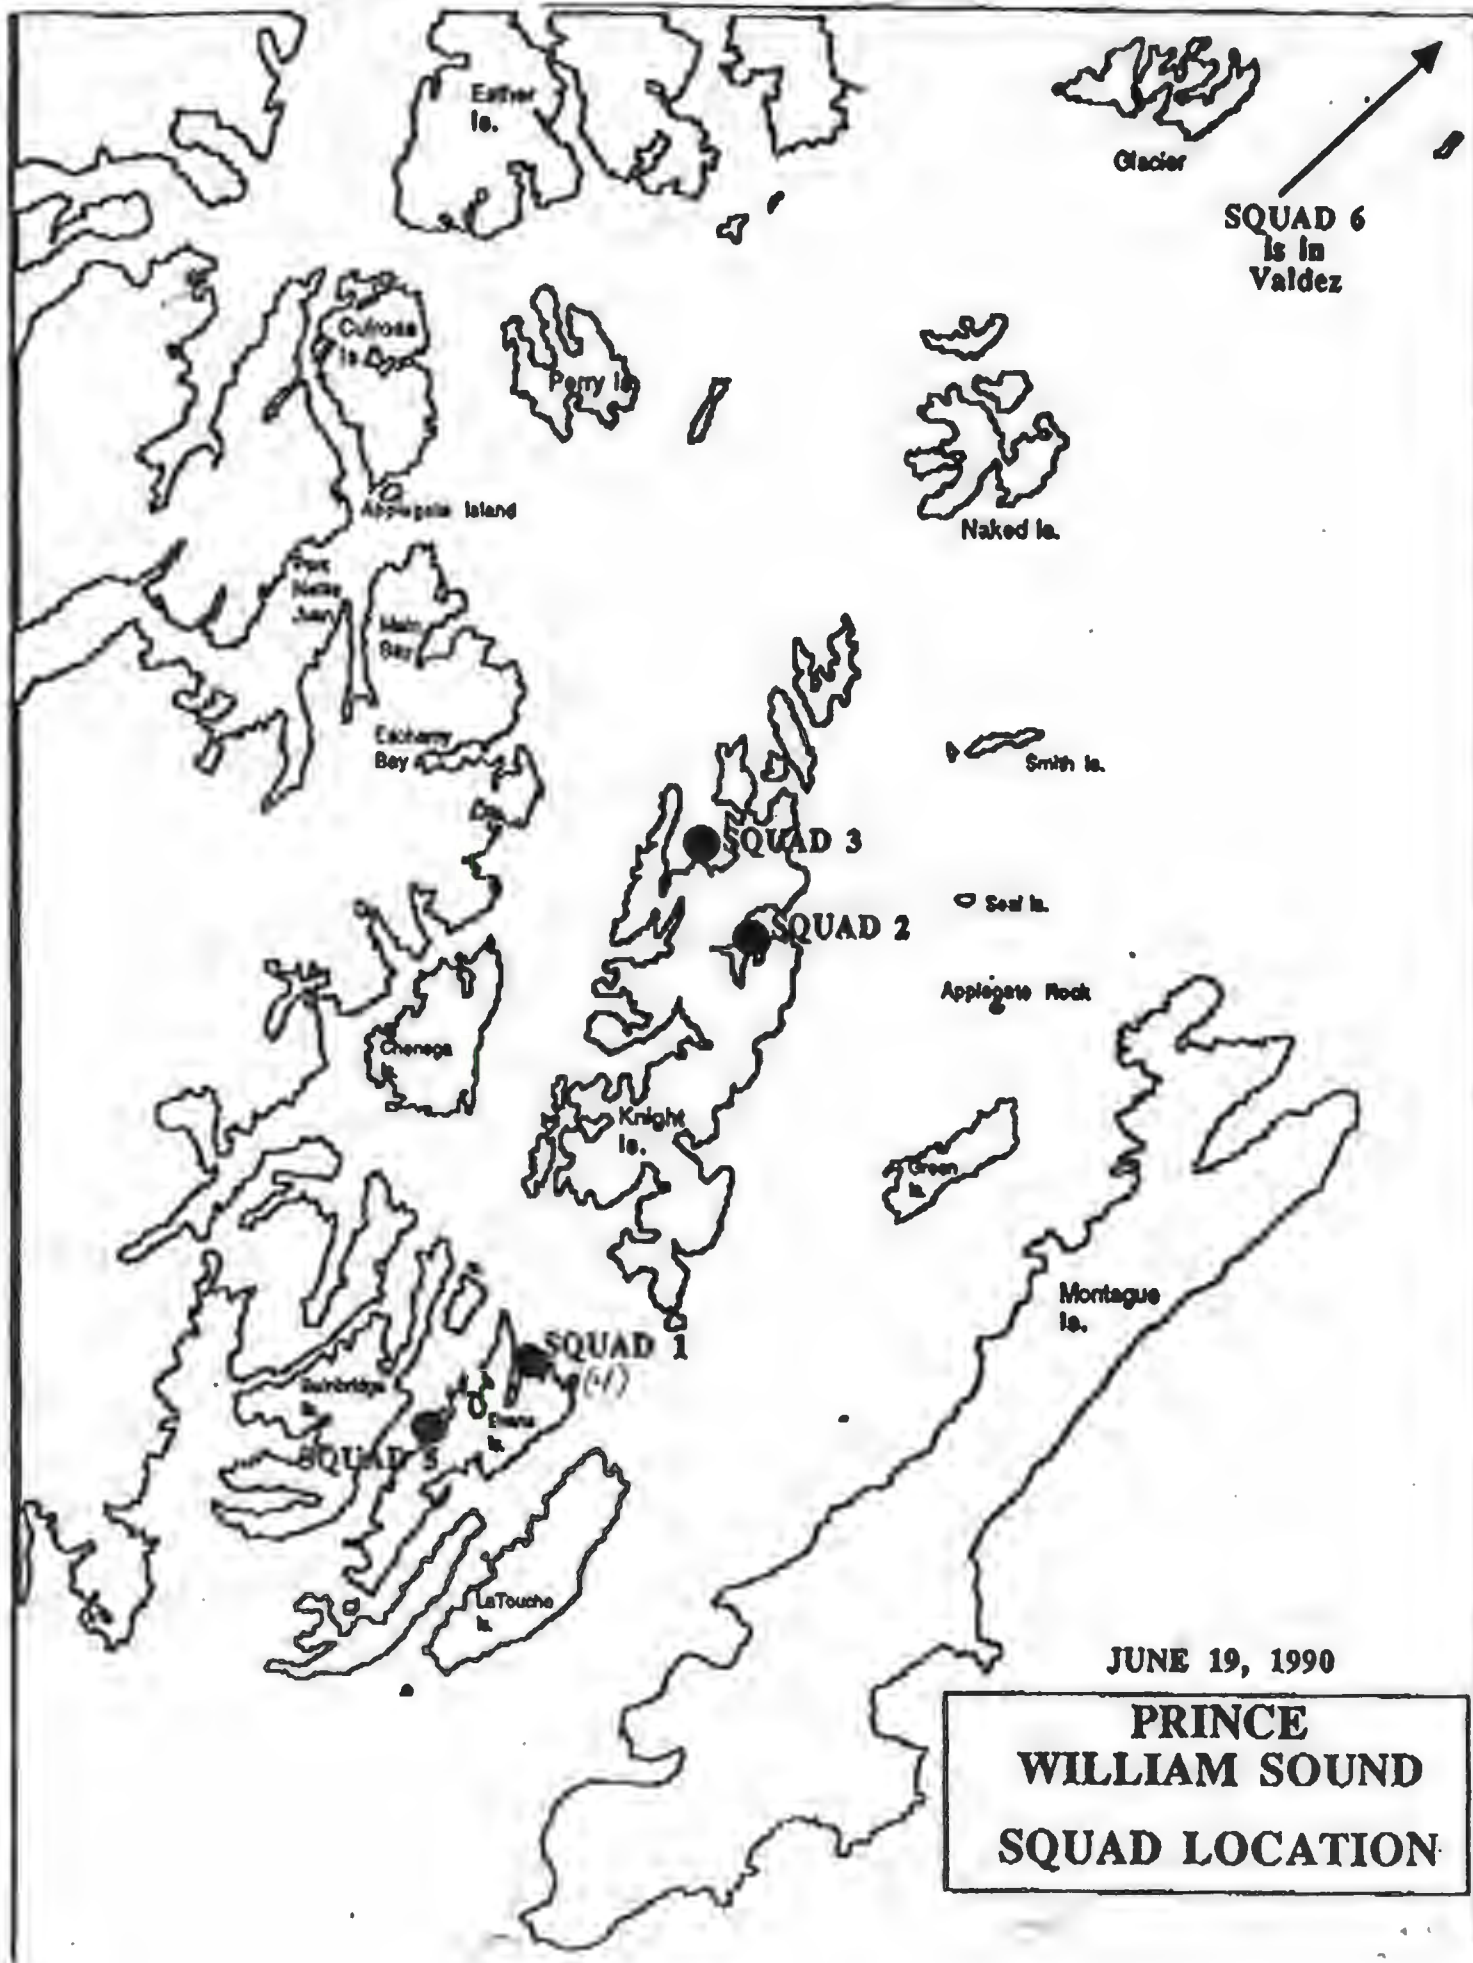 Esther
Is.
Glacier
SQUAD 6
is in
Valdez
Culross
Is.
Perry Is
Applegate Island
Naked Is.
Port
Nellie
Juan
Main
Bay
Eshamy
Bay
Smith Is.
SQUAD 3
Seal Is.
SQUAD 2
Applegate Rock
Chenega
Is.
Knight
Is.
Green
Is.
Montague
Is.
SQUAD 1
Bainbridge
Is.
Evans
Is.
SQUAD 5
LaTouche
Is.
JUNE 19, 1990
PRINCE
WILLIAM SOUND
SQUAD LOCATION